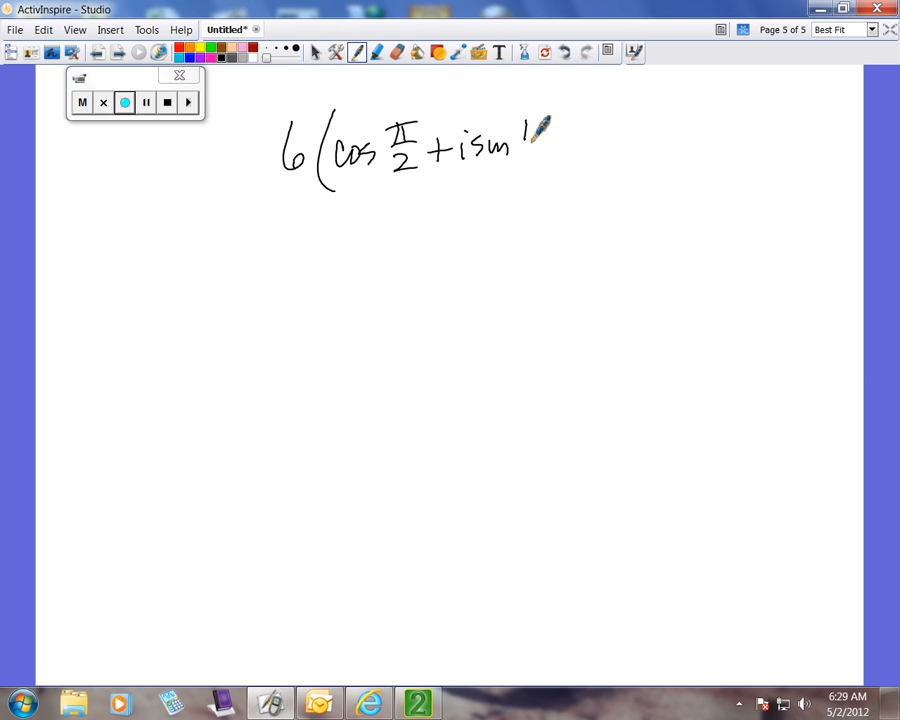 ActivInspire - Studio
File Edit View Insert Tools Help Untitled* Page 5 of 5 Best Fit
M
6(cos π/2 + i sin
2
6:29 AM
5/2/2012